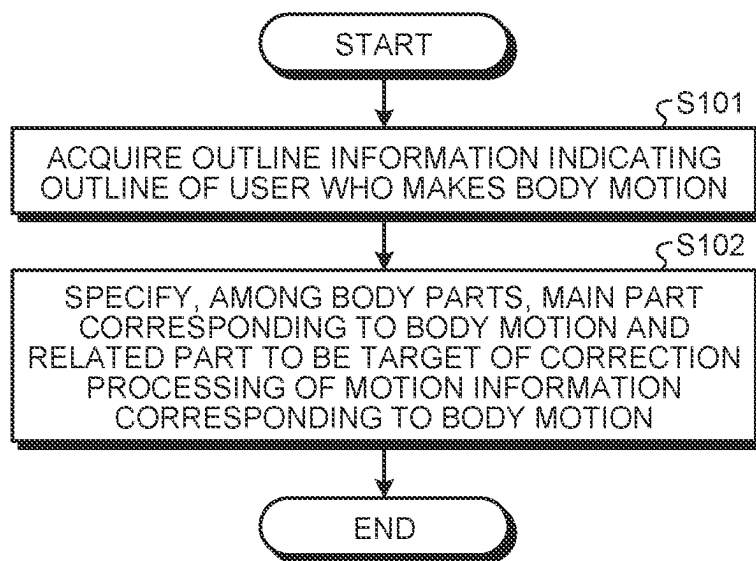 START
S101
ACQUIRE OUTLINE INFORMATION INDICATING
OUTLINE OF USER WHO MAKES BODY MOTION
S102
SPECIFY, AMONG BODY PARTS, MAIN PART
CORRESPONDING TO BODY MOTION AND
RELATED PART TO BE TARGET OF CORRECTION
PROCESSING OF MOTION INFORMATION
CORRESPONDING TO BODY MOTION
END